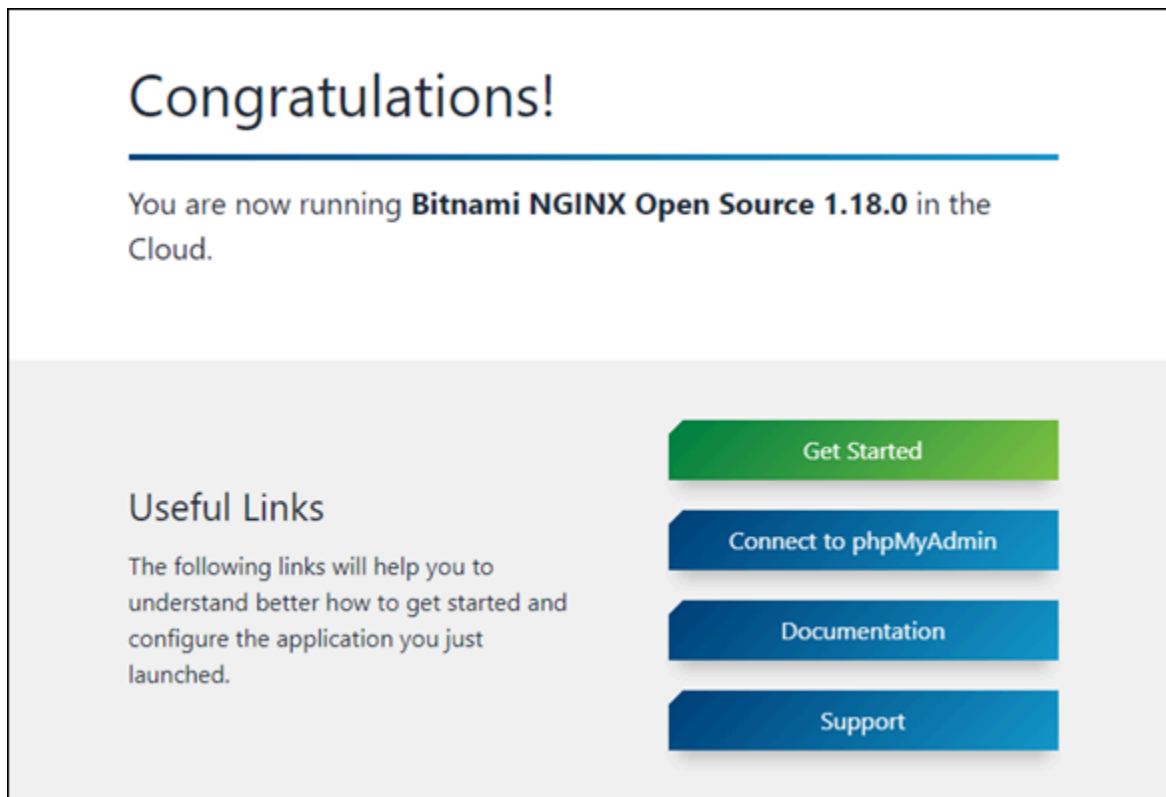 Congratulations!
You are now running Bitnami NGINX Open Source 1.18.0 in the
Cloud.
Useful Links
The following links will help you to
understand better how to get started and
configure the application you just
launched.
Get Started
Connect to phpMyAdmin
Documentation
Support